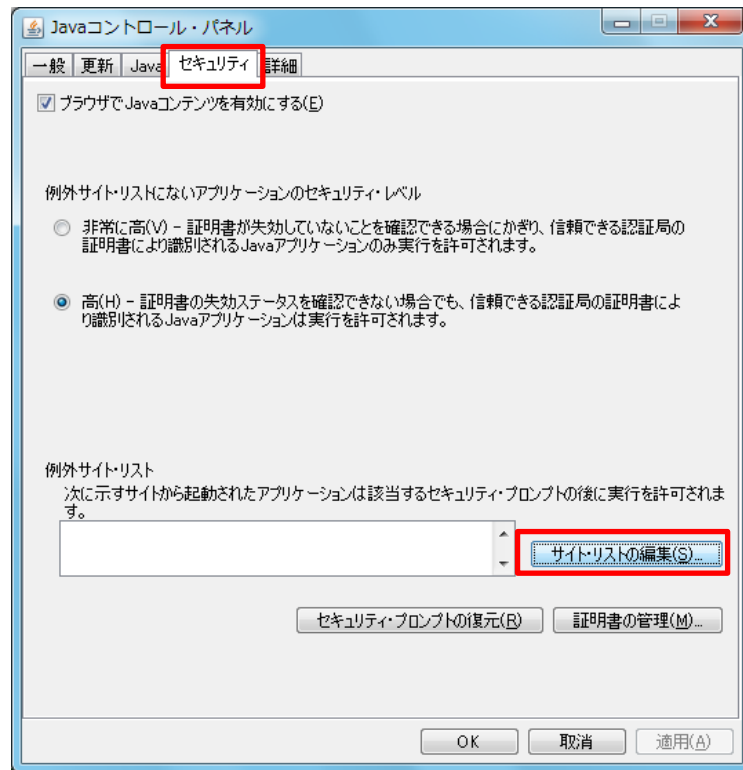 Javaコントロール・パネル
一般 更新 Java セキュリティ 詳細
ブラウザでJavaコンテンツを有効にする(E)
例外サイト・リストにないアプリケーションのセキュリティ・レベル
非常に高(V) - 証明書が失効していないことを確認できる場合にかぎり、信頼できる認証局の
証明書により識別されるJavaアプリケーションのみ実行を許可されます。
高(H) - 証明書の失効ステータスを確認できない場合でも、信頼できる認証局の証明書によ
り識別されるJavaアプリケーションは実行を許可されます。
例外サイト・リスト
次に示すサイトから起動されたアプリケーションは該当するセキュリティ・プロンプトの後に実行を許可されま
す。
サイト・リストの編集(S)...
セキュリティ・プロンプトの復元(R) 証明書の管理(M)...
OK 取消 適用(A)